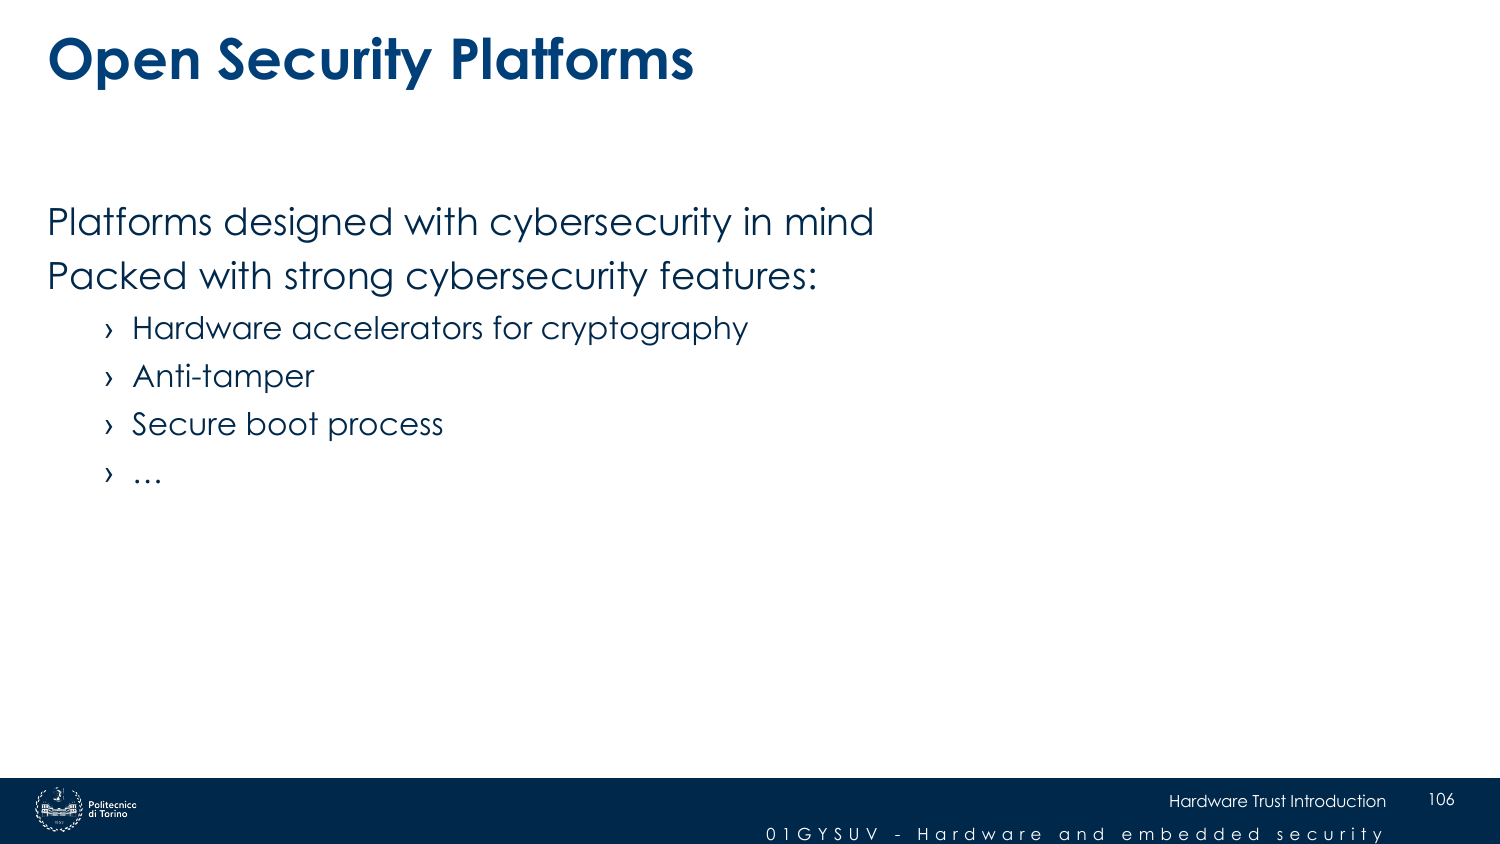 Open Security Platforms
Platforms designed with cybersecurity in mind
Packed with strong cybersecurity features:
› Hardware accelerators for cryptography
› Anti-tamper
› Secure boot process
› …
Politecnico
di Torino
Hardware Trust Introduction
106
01GYSUV - Hardware and embedded security